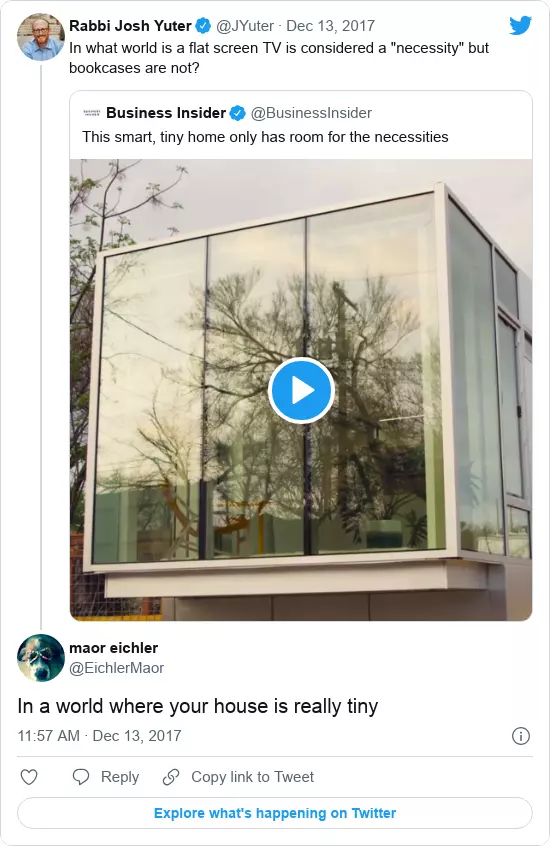 Rabbi Josh Yuter @JYuter · Dec 13, 2017
In what world is a flat screen TV is considered a "necessity" but
bookcases are not?
Business Insider @BusinessInsider
This smart, tiny home only has room for the necessities
maor eichler
@EichlerMaor
In a world where your house is really tiny
11:57 AM · Dec 13, 2017
Reply Copy link to Tweet
Explore what's happening on Twitter